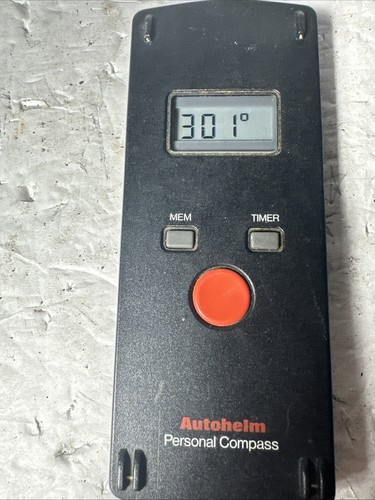 301°
MEM TIMER
Autohelm
Personal Compass